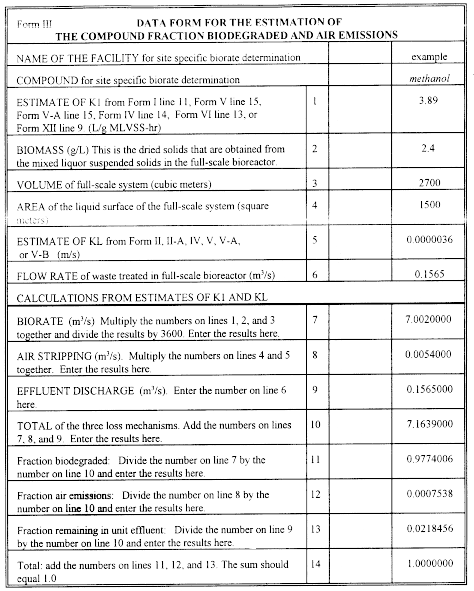 Form III
DATA FORM FOR THE ESTIMATION OF
THE COMPOUND FRACTION BIODEGRADED AND AIR EMISSIONS
NAME OF THE FACILITY for site specific biorate determination example
COMPOUND for site specific biorate determination methanol
ESTIMATE OF K1 from Form I line 11, Form V line 15, 1 3.89
Form V-A line 15, Form IV line 14, Form VI line 13, or
Form XII line 9 (L/g MLVSS-hr)
BIOMASS (g/L) This is the dried solids that are obtained from 2 2.4
the mixed liquor suspended solids in the full-scale bioreactor.
VOLUME of full-scale system (cubic meters) 3 2700
AREA of the liquid surface of the full-scale system (square 4 1500
meters)
ESTIMATE OF KL from Form II, II-A, IV, V, V-A, 5 0.0000036
or V-B (m/s)
FLOW RATE of waste treated in full-scale bioreactor (m³/s) 6 0.1565
CALCULATIONS FROM ESTIMATES OF K1 AND KL
BIORATE (m³/s) Multiply the numbers on lines 1, 2, and 3 7 7.0020000
together and divide the results by 3600. Enter the results here.
AIR STRIPPING (m³/s). Multiply the numbers on lines 4 and 5 8 0.0054000
together. Enter the results here.
EFFLUENT DISCHARGE (m³/s). Enter the number on line 6 9 0.1565000
here.
TOTAL of the three loss mechanisms. Add the numbers on lines 10 7.1639000
7, 8, and 9. Enter the results here.
Fraction biodegraded: Divide the number on line 7 by the 11 0.9774006
number on line 10 and enter the results here.
Fraction air emissions: Divide the number on line 8 by the 12 0.0007538
number on line 10 and enter the results here.
Fraction remaining in unit effluent: Divide the number on line 9 13 0.0218456
by the number on line 10 and enter the results here.
Total: add the numbers on lines 11, 12, and 13. The sum should 14 1.0000000
equal 1.0